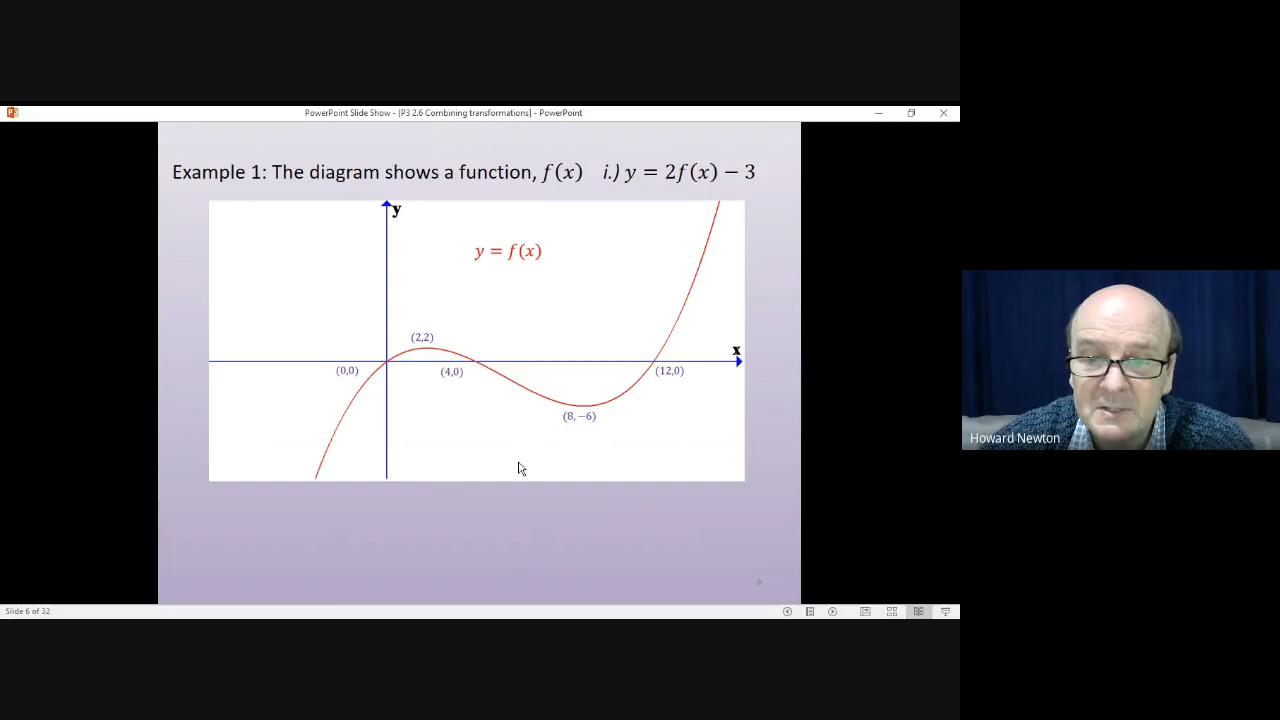 PowerPoint Slide Show - [P3 2.6 Combining transformations] - PowerPoint
Example 1: The diagram shows a function, f(x) i.) y = 2f(x) − 3
y
y = f(x)
(2,2)
x
(0,0)
(4,0)
(12,0)
(8,−6)
Howard Newton
6
Slide 6 of 32